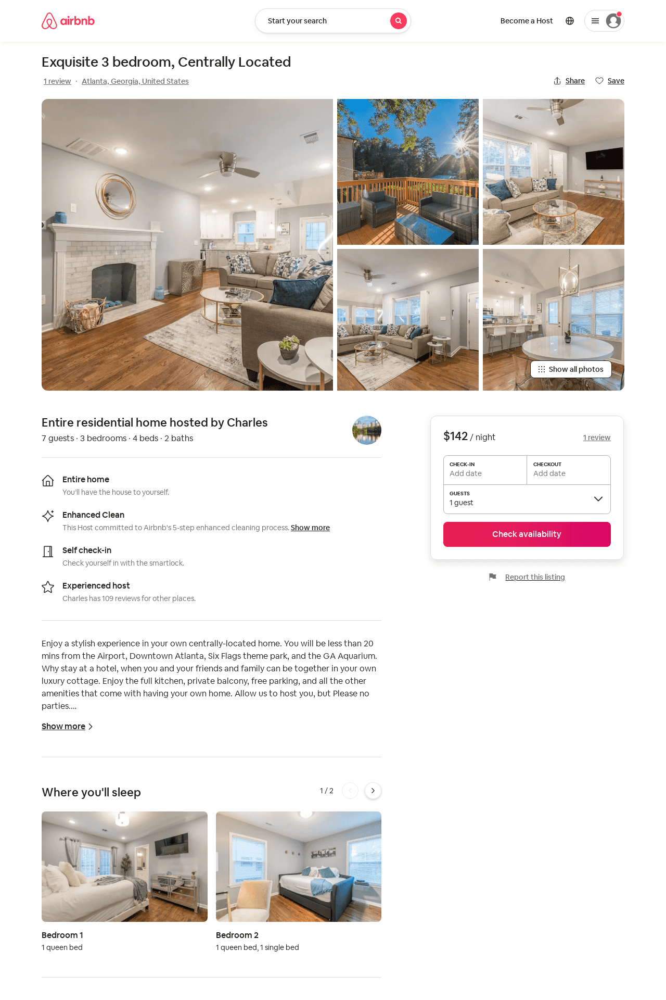 airbnb
Start your search
Become a Host
Exquisite 3 bedroom, Centrally Located
1 review · Atlanta, Georgia, United States
Share
Save
Show all photos
Entire residential home hosted by Charles
7 guests · 3 bedrooms · 4 beds · 2 baths
Entire home
You’ll have the house to yourself.
Enhanced Clean
This Host committed to Airbnb's 5-step enhanced cleaning process. Show more
Self check-in
Check yourself in with the smartlock.
Experienced host
Charles has 109 reviews for other places.
$142 / night
1 review
CHECK-IN
Add date
CHECKOUT
Add date
GUESTS
1 guest
Check availability
Report this listing
Enjoy a stylish experience in your own centrally-located home. You will be less than 20
mins from the Airport, Downtown Atlanta, Six Flags theme park, and the GA Aquarium.
Why stay at a hotel, when you and your friends and family can be together in your own
luxury cottage. Enjoy the full kitchen, private balcony, free parking, and all the other
amenities that come with having your own home. Allow us to host you, but Please no
parties.…
Show more
Where you'll sleep
1 / 2
Bedroom 1
1 queen bed
Bedroom 2
1 queen bed, 1 single bed